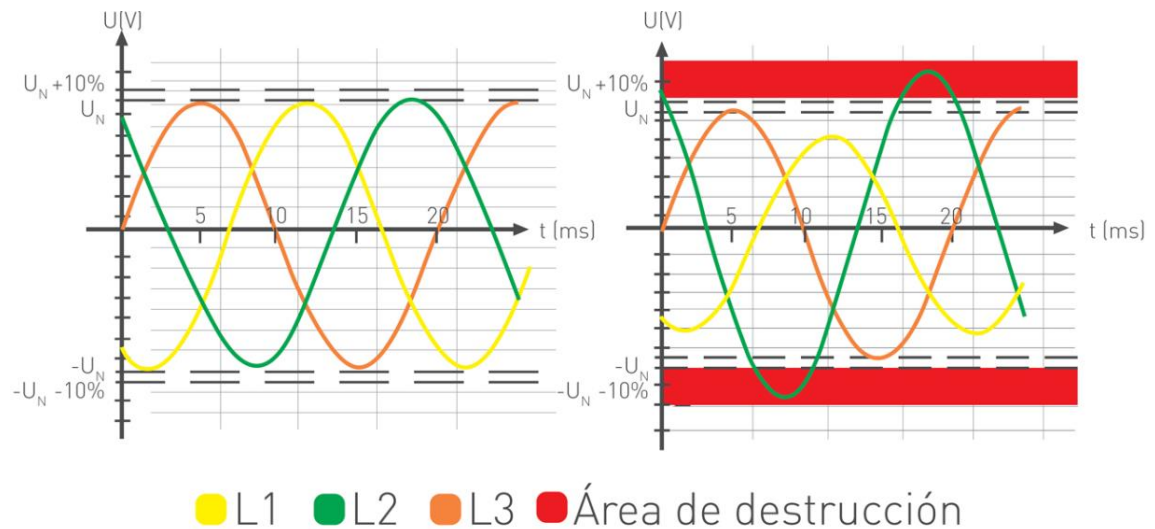 U(V)
U_N +10%
U_N
5 10 15 20
t (ms)
-U_N
-U_N -10%
U(V)
U_N +10%
U_N
5 10 15 20
t (ms)
-U_N
-U_N -10%
L1 L2 L3 Área de destrucción